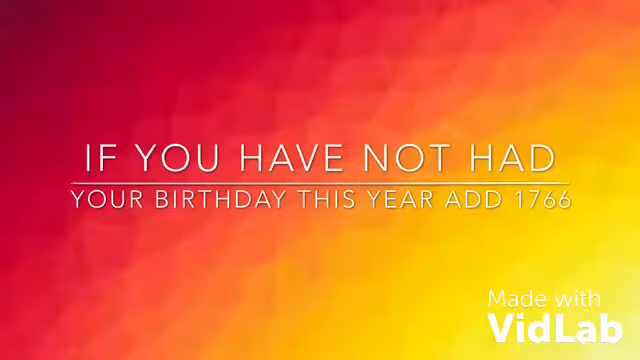 IF YOU HAVE NOT HAD
YOUR BIRTHDAY THIS YEAR ADD 1766
Made with
VidLab